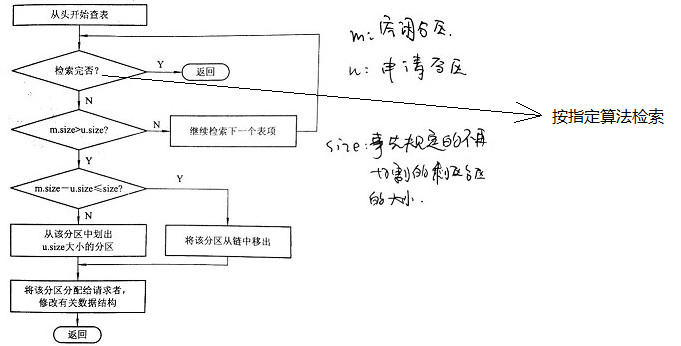 从头开始查表
检索完否?
Y
返回
N
m.size>u.size?
N
继续检索下一个表项
Y
m.size－u.size≤size?
Y
N
从该分区中划出
u.size大小的分区
将该分区从链中移出
将该分区分配给请求者，
修改有关数据结构
返回
m: 空闲分区
u: 申请分区
按指定算法检索
size: 事先规定的不再
切割的剩余分区
的大小.